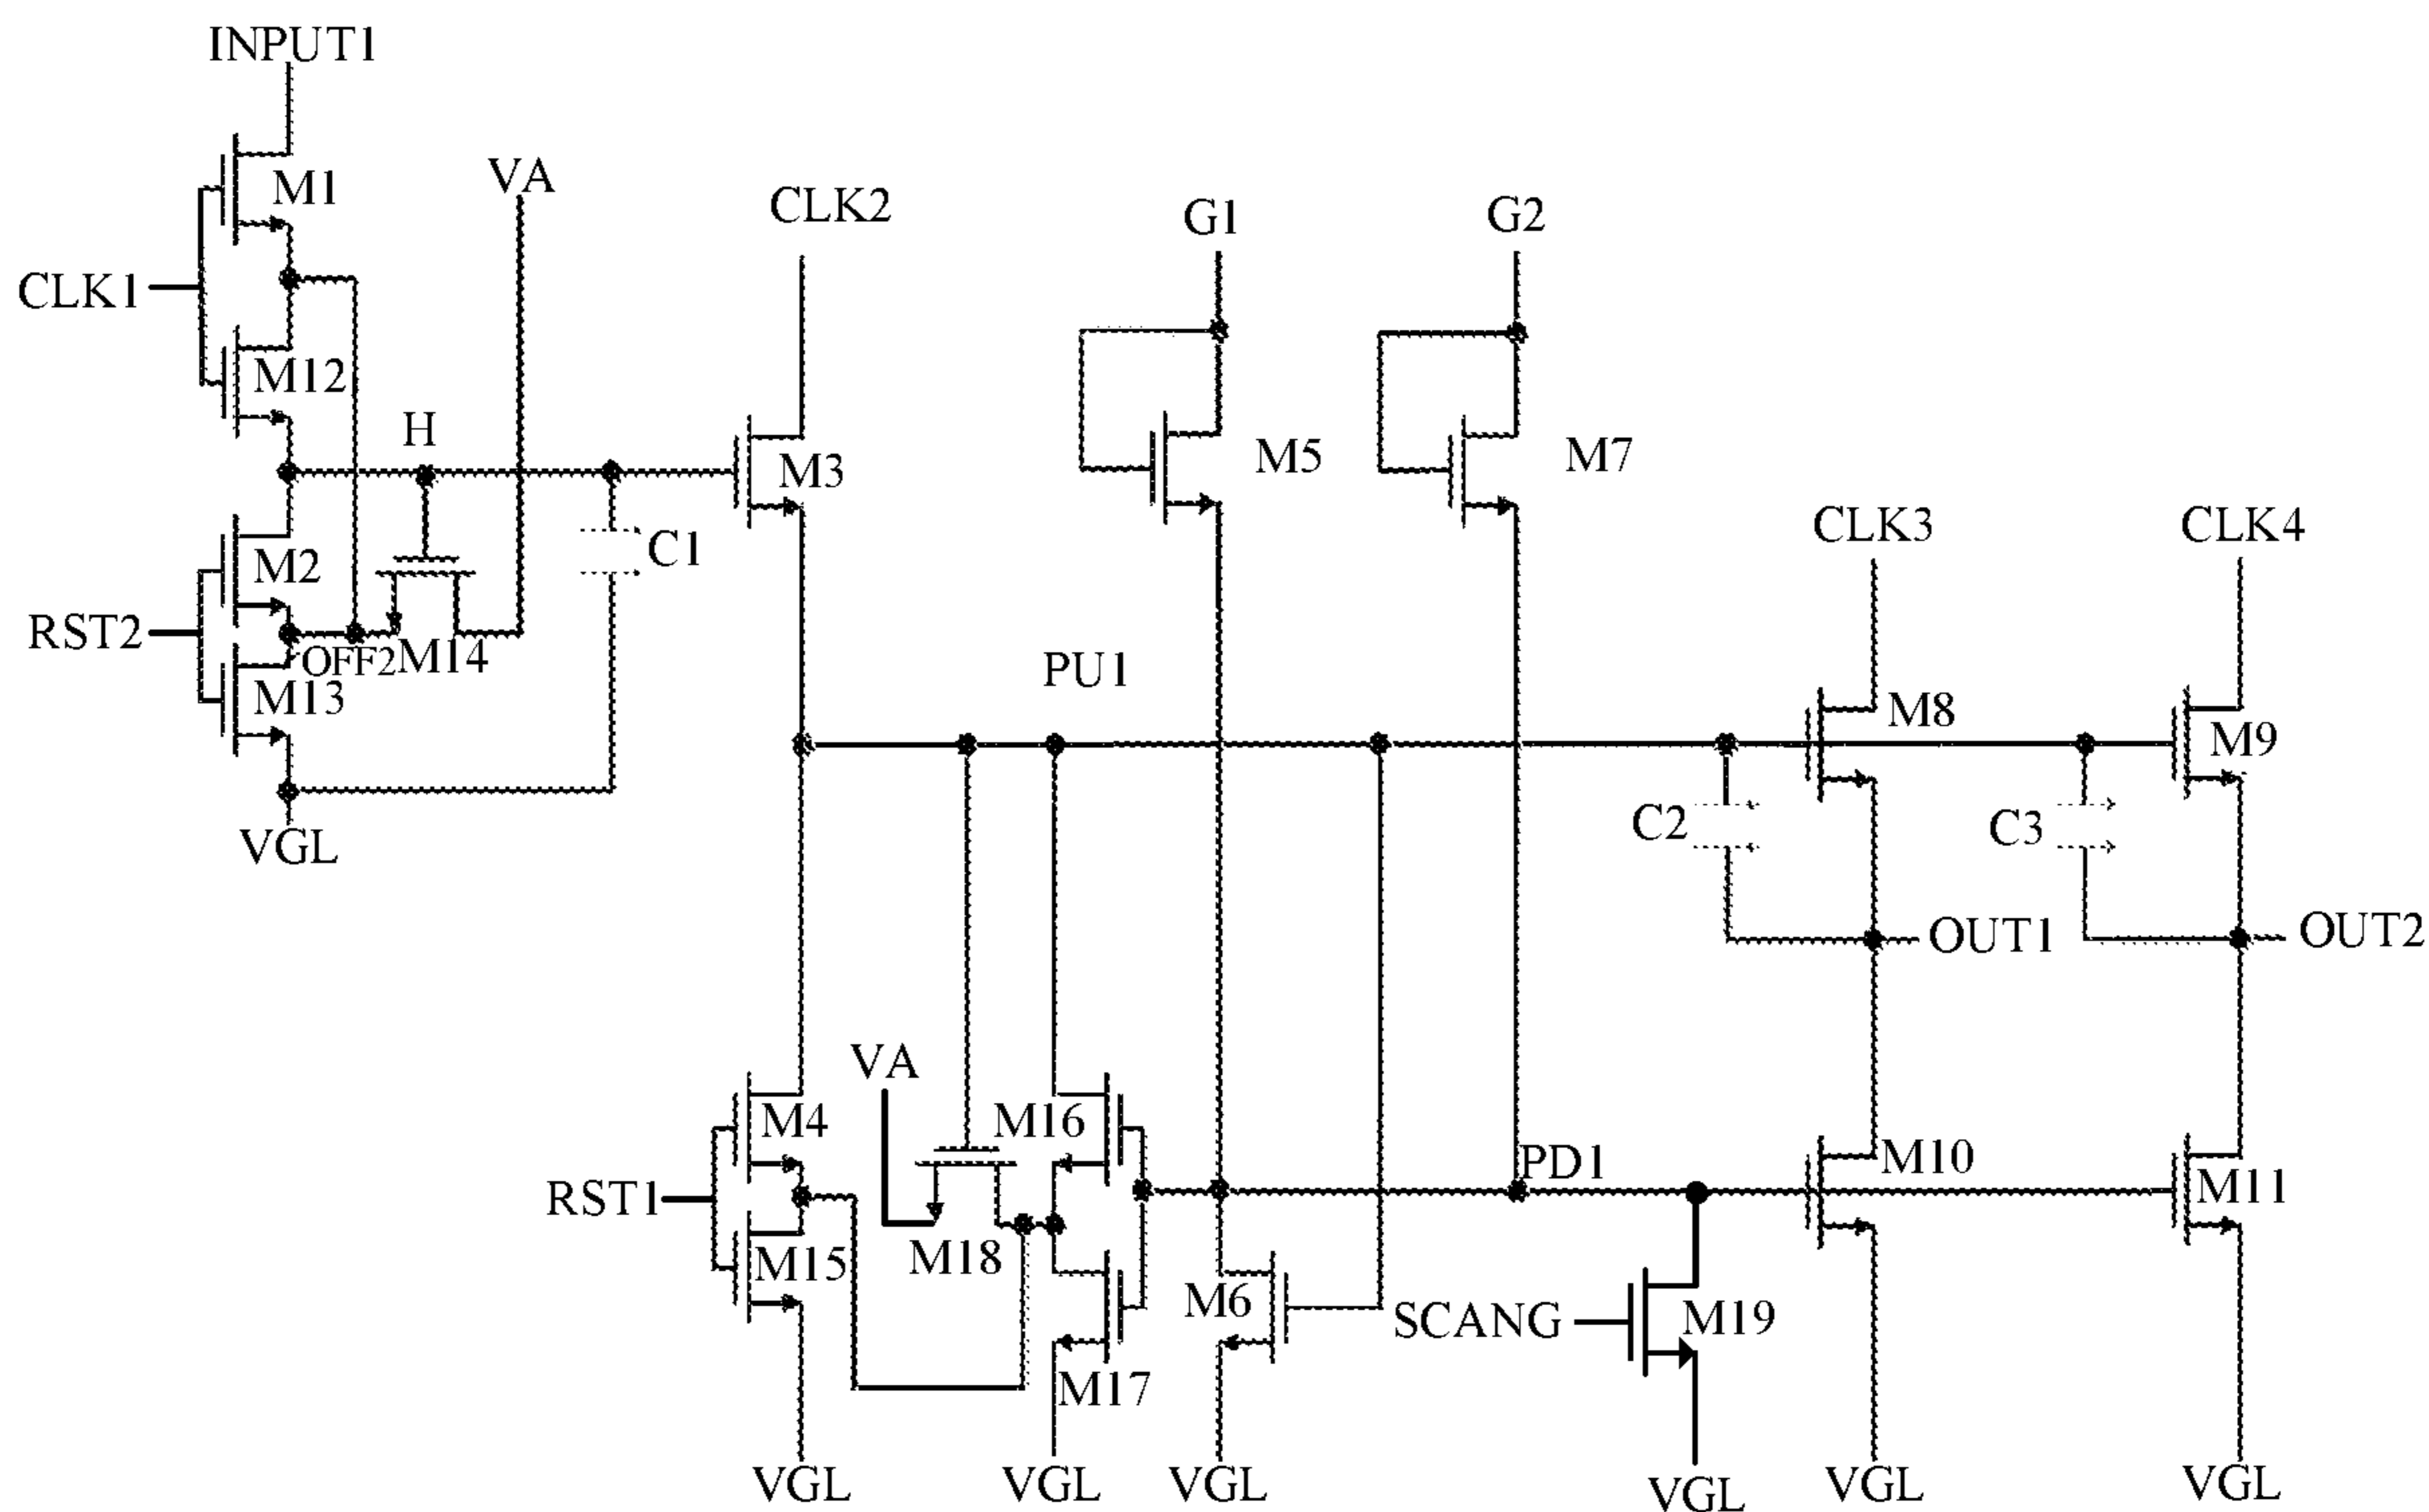 INPUT1
M1
VA
CLK2
G1
G2
CLK1
M12
H
M3
M5
M7
CLK3
CLK4
M2
C1
RST2
OFF2
M14
M13
PU1
M8
M9
VGL
C2
C3
OUT1
OUT2
VA
M4
M16
PD1
M10
RST1
M18
M11
M15
M6
SCANG
M19
M17
VGL
VGL
VGL
VGL
VGL
VGL